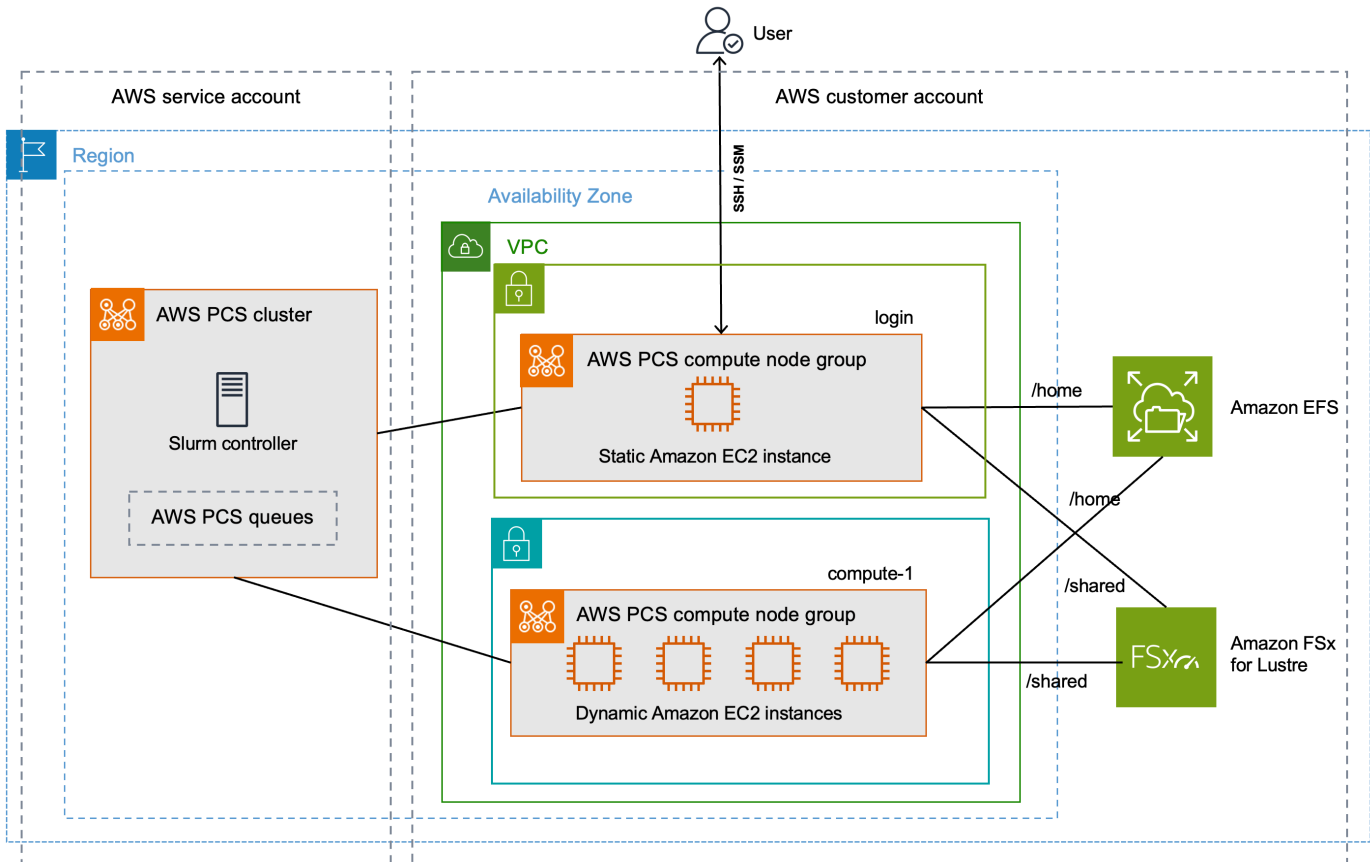 User
AWS service account
AWS customer account
Region
SSH / SSM
Availability Zone
VPC
AWS PCS cluster
login
AWS PCS compute node group
/home
Amazon EFS
Slurm controller
Static Amazon EC2 instance
AWS PCS queues
/home
compute-1
/shared
AWS PCS compute node group
Amazon FSx
for Lustre
FSx
/shared
Dynamic Amazon EC2 instances